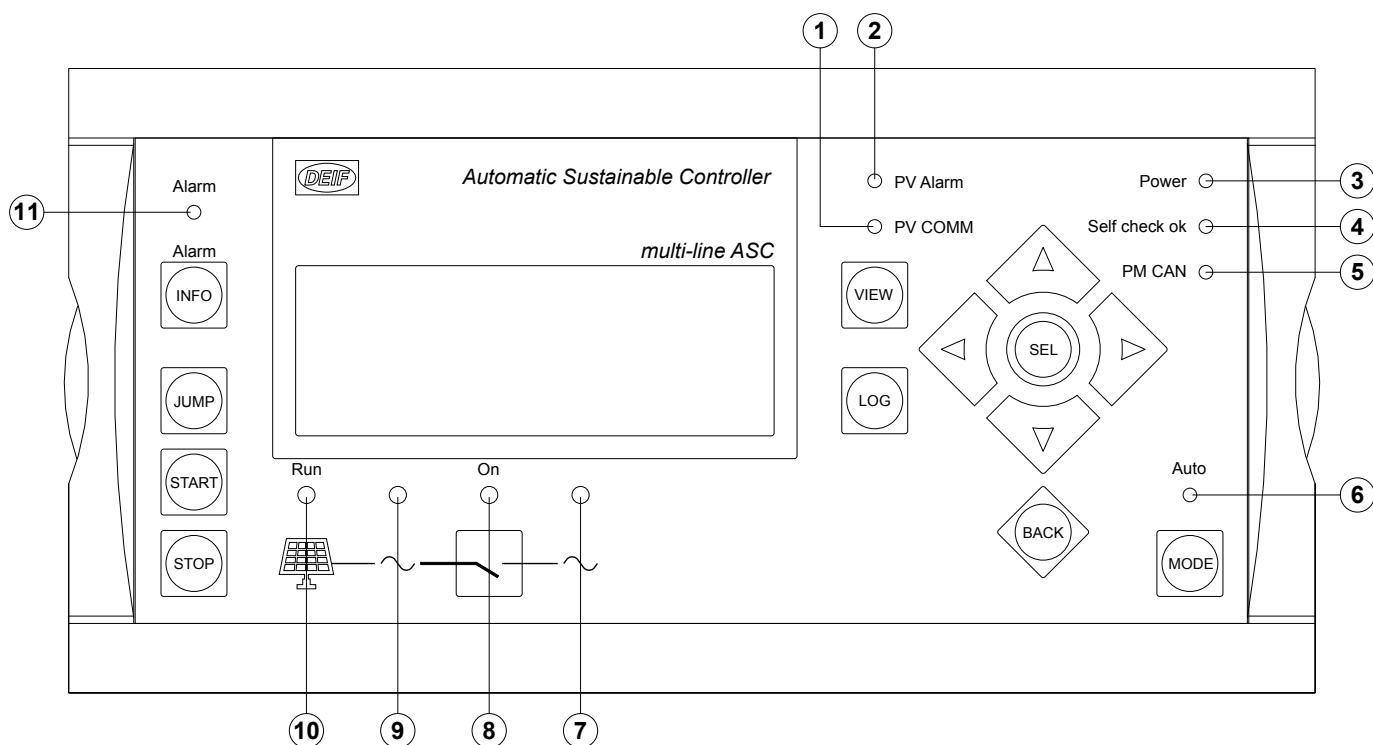 1 2
DEIF Automatic Sustainable Controller
multi-line ASC
PV Alarm
PV COMM
Power 3
Self check ok 4
PM CAN 5
Alarm
11
Alarm
INFO
JUMP
START
STOP
VIEW
LOG
SEL
BACK
Auto
6
MODE
Run On
10 9 8 7